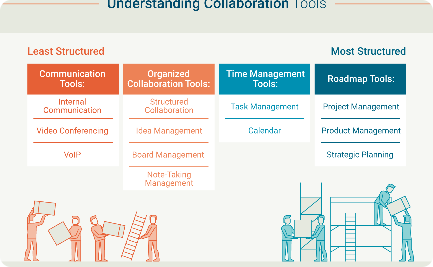 Understanding Collaboration Tools
Least Structured
Most Structured
Communication
Tools:
Internal
Communication
Video Conferencing
VoIP
Organized
Collaboration Tools:
Structured
Collaboration
Idea Management
Board Management
Note Taking
Management
Time Management
Tools:
Task Management
Calendar
Roadmap Tools:
Project Management
Product Management
Strategic Planning